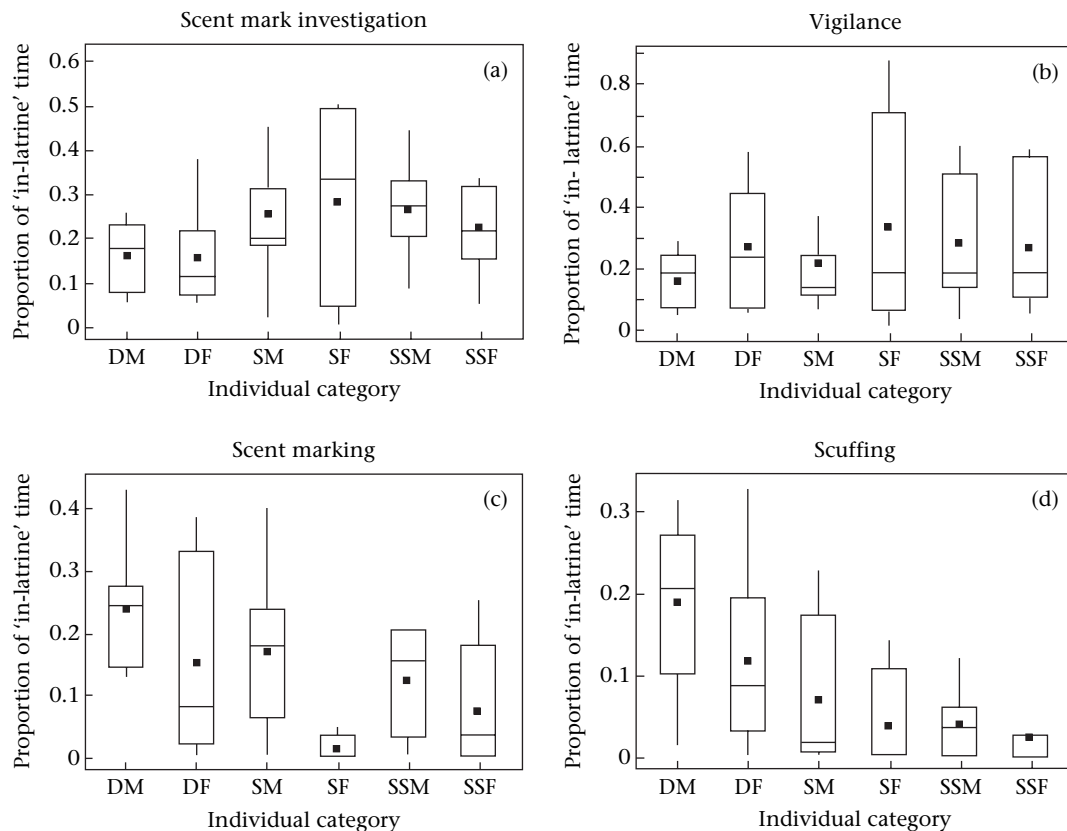 Scent mark investigation
(a)
Proportion of ‘in-latrine’ time
0.6
0.5
0.4
0.3
0.2
0.1
0
DM DF SM SF SSM SSF
Individual category
Vigilance
(b)
Proportion of ‘in- latrine’ time
0.8
0.6
0.4
0.2
0
DM DF SM SF SSM SSF
Individual category
Scent marking
(c)
Proportion of ‘in-latrine’ time
0.4
0.3
0.2
0.1
0
DM DF SM SF SSM SSF
Individual category
Scuffing
(d)
Proportion of ‘in-latrine’ time
0.3
0.2
0.1
0
DM DF SM SF SSM SSF
Individual category